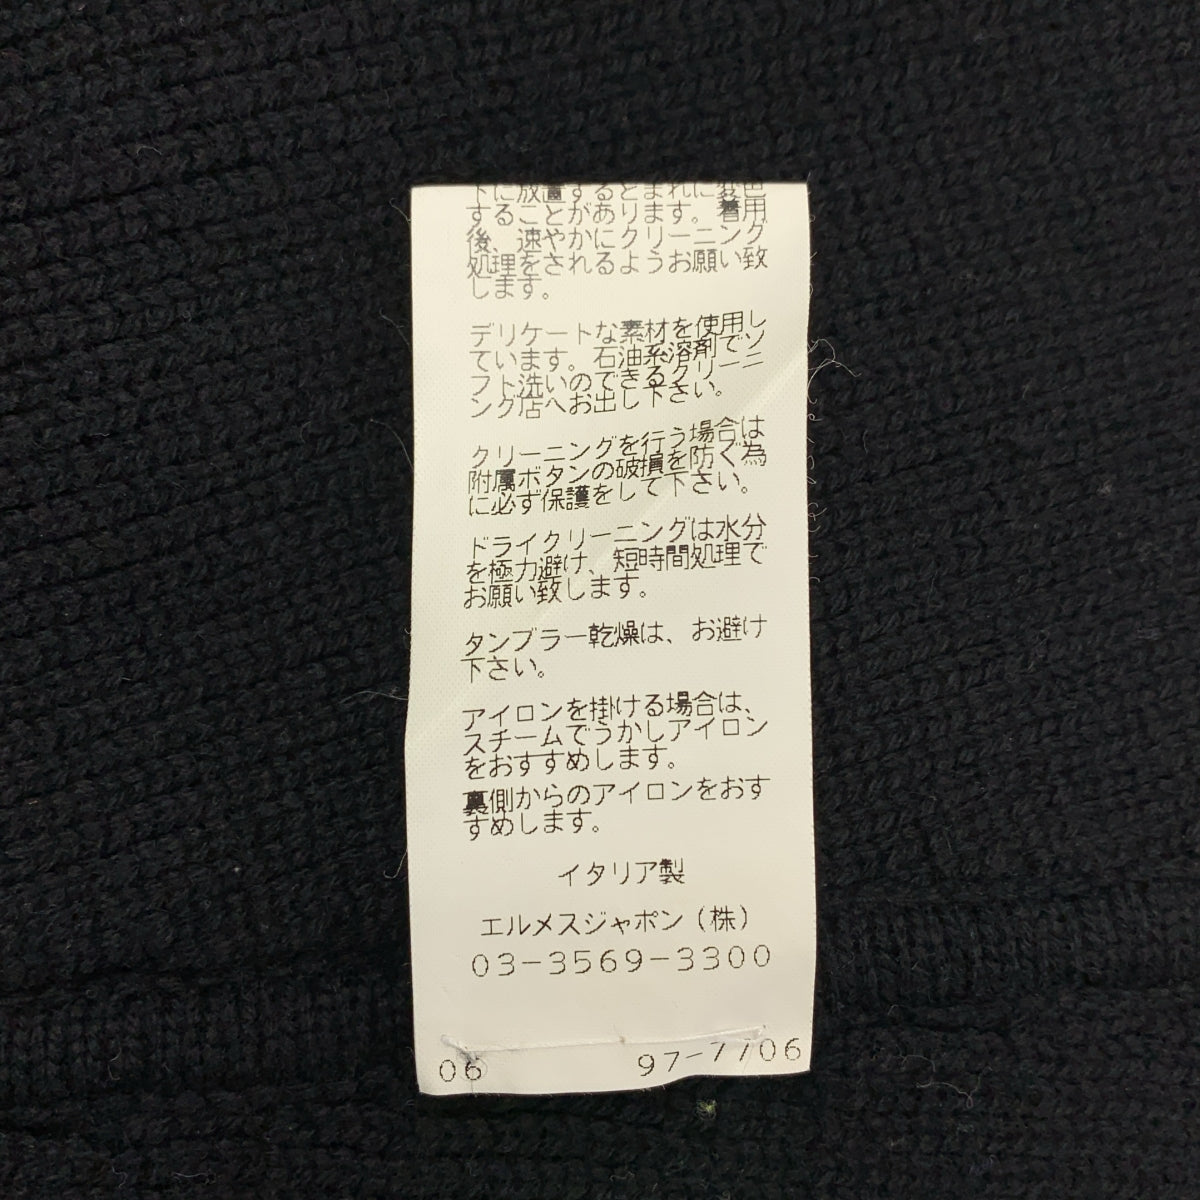 下に放置するとまれに変色
することがあります。着用
後、速やかにクリーニング
処理をされるようお願い致
します。
デリケートな素材を使用し
ています。石油系溶剤でソ
フト洗いのできるクリーニ
ング店へお出し下さい。
クリーニングを行う場合は
附属ボタンの破損を防ぐ為
に必ず保護をして下さい。
ドライクリーニングは水分
を極力避け、短時間処理で
お願い致します。
タンブラー乾燥は、お避け
下さい。
アイロンを掛ける場合は、
スチームでうかしアイロン
をおすすめします。
裏側からのアイロンをおす
すめします。
イタリア製
エルメスジャポン(株)
03-3569-3300
06 97-7706